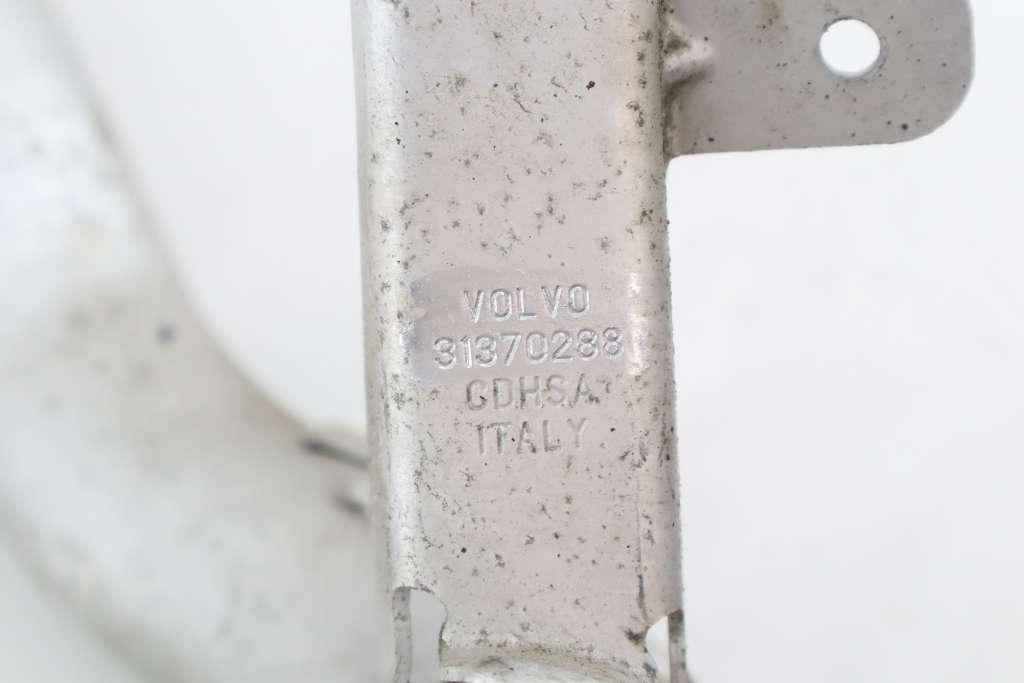 VOLVO
31370288
CDHSA
ITALY